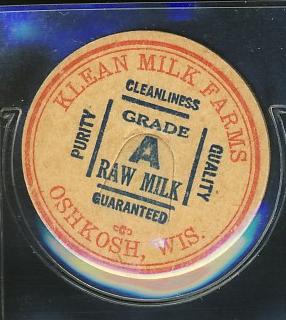 KLEAN MILK FARMS
CLEANLINESS
PURITY
GRADE
A
RAW MILK
QUALITY
GUARANTEED
OSHKOSH, WIS.